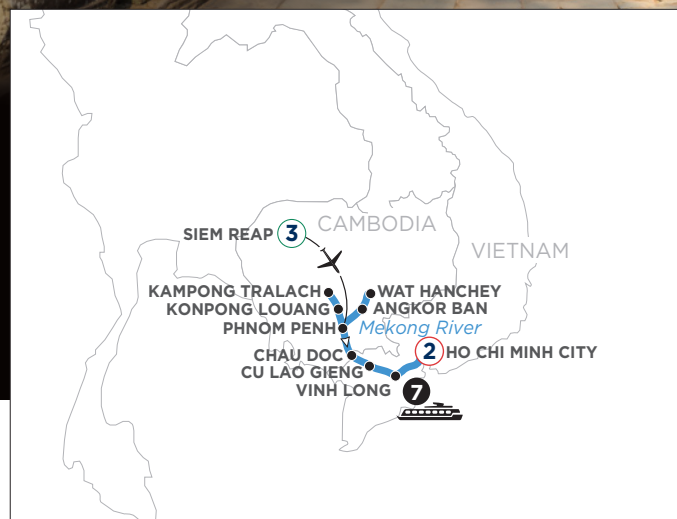 CAMBODIA
SIEM REAP 3
VIETNAM
KAMPONG TRALACH
WAT HANCHEY
KONPONG LOUANG
ANGKOR BAN
PHNOM PENH
Mekong River
CHAU DOC
2 HO CHI MINH CITY
CU LAO GIENG
VINH LONG
7